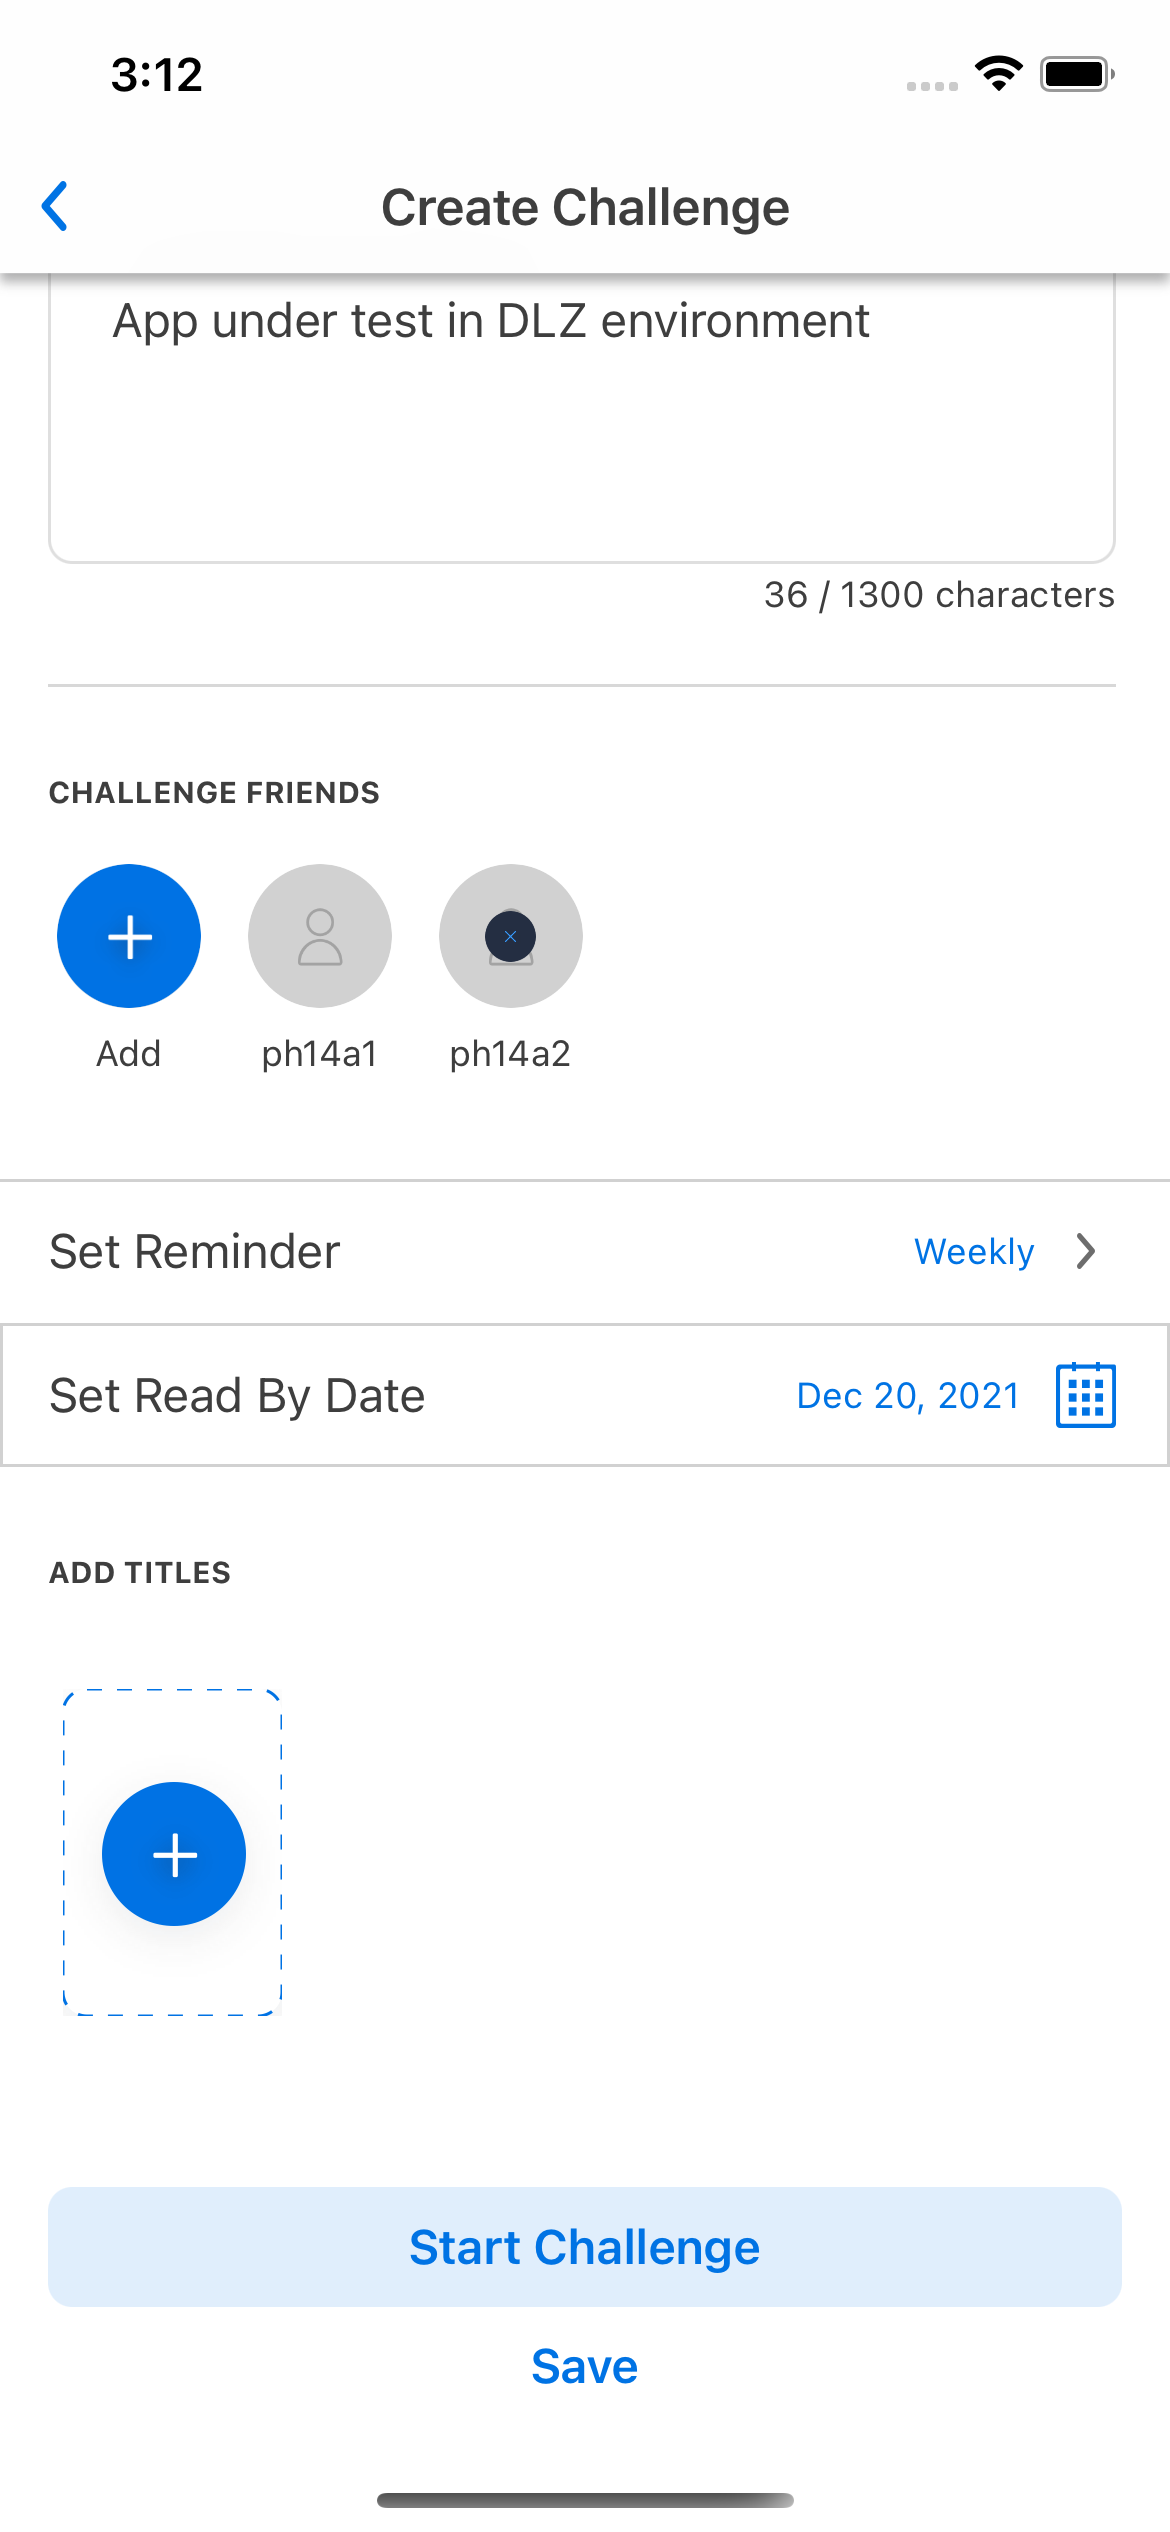 3:12
Create Challenge
App under test in DLZ environment
36 / 1300 characters
CHALLENGE FRIENDS
Add
ph14a1
ph14a2
Set Reminder
Weekly
Set Read By Date
Dec 20, 2021
ADD TITLES
Start Challenge
Save